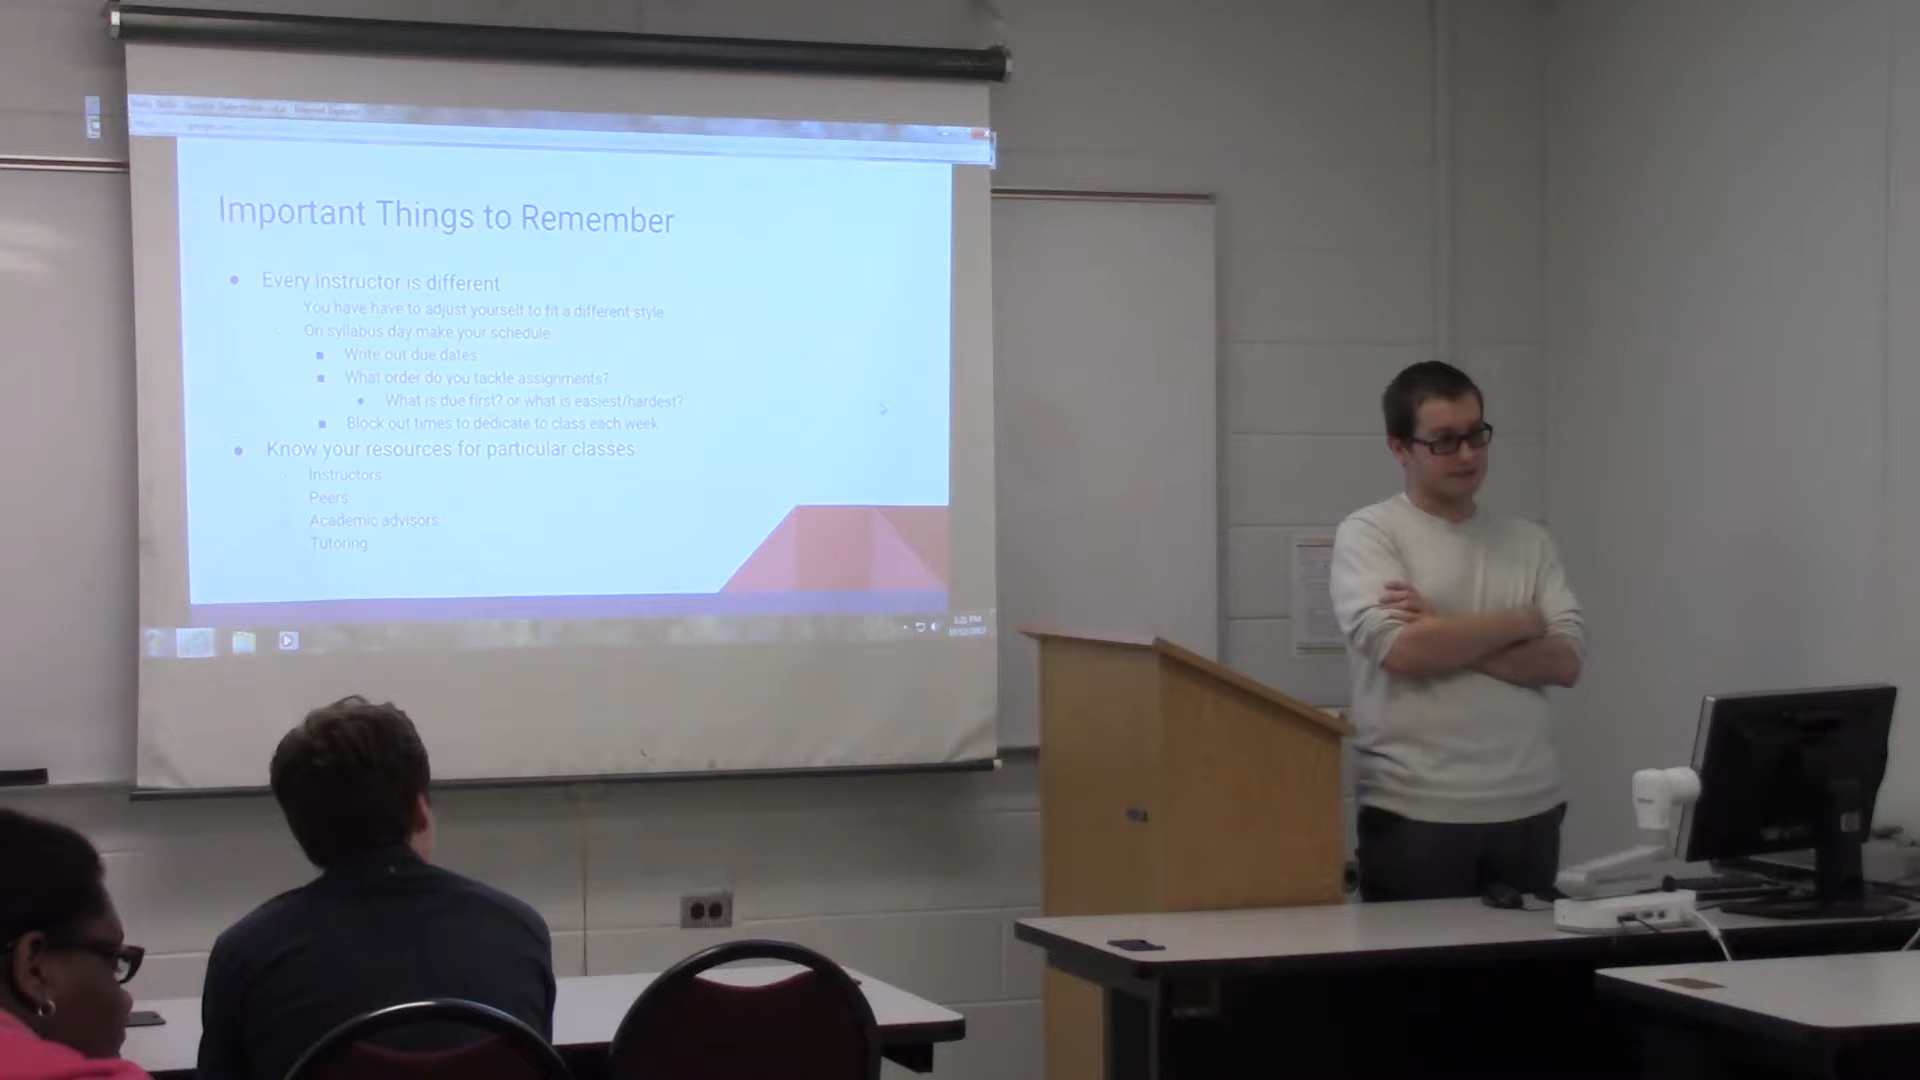 Important Things to Remember
Every instructor is different
You have have to adjust yourself to fit a different style
On syllabus day make your schedule
Write out due dates
What order do you tackle assignments?
What is due first? or what is easiest/hardest?
Block out times to dedicate to class each week
Know your resources for particular classes
Instructors
Peers
Academic advisors
Tutoring